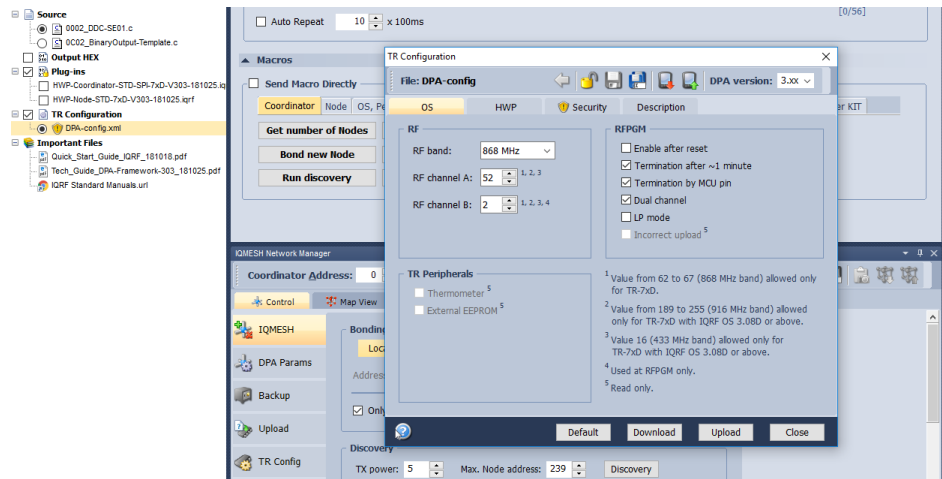 Source
0002_DDC-SE01.c
0C02_BinaryOutput-Template.c
Output HEX
Plug-ins
HWP-Coordinator-STD-SPI-7xD-V303-181025.iq
HWP-Node-STD-7xD-V303-181025.iqrf
TR Configuration
DPA-config.xml
Important Files
Quick_Start_Guide_IQRF_181018.pdf
Tech_Guide_DPA-Framework-303_181025.pdf
IQRF Standard Manuals.url
[0/56]
Auto Repeat 10 x 100ms
Macros
Send Macro Directly
Coordinator Node OS, Pe
er KIT
Get number of Nodes
Bond new Node
Run discovery
TR Configuration
File: DPA-config DPA version: 3.xx
OS HWP Security Description
RF
RF band: 868 MHz
RF channel A: 52 1, 2, 3
RF channel B: 2 1, 2, 3, 4
RFPGM
Enable after reset
Termination after ~1 minute
Termination by MCU pin
Dual channel
LP mode
Incorrect upload 5
TR Peripherals
Thermometer 5
External EEPROM 5
1 Value from 62 to 67 (868 MHz band) allowed only
for TR-7xD.
2 Value from 189 to 255 (916 MHz band) allowed
only for TR-7xD with IQRF OS 3.08D or above.
3 Value 16 (433 MHz band) allowed only for
TR-7xD with IQRF OS 3.08D or above.
4 Used at RFPGM only.
5 Read only.
Default Download Upload Close
IQMESH Network Manager
Coordinator Address: 0
Control Map View
IQMESH
DPA Params
Backup
Upload
TR Config
Bonding
Loca
Address
Only
Discovery
TX power: 5 Max. Node address: 239 Discovery